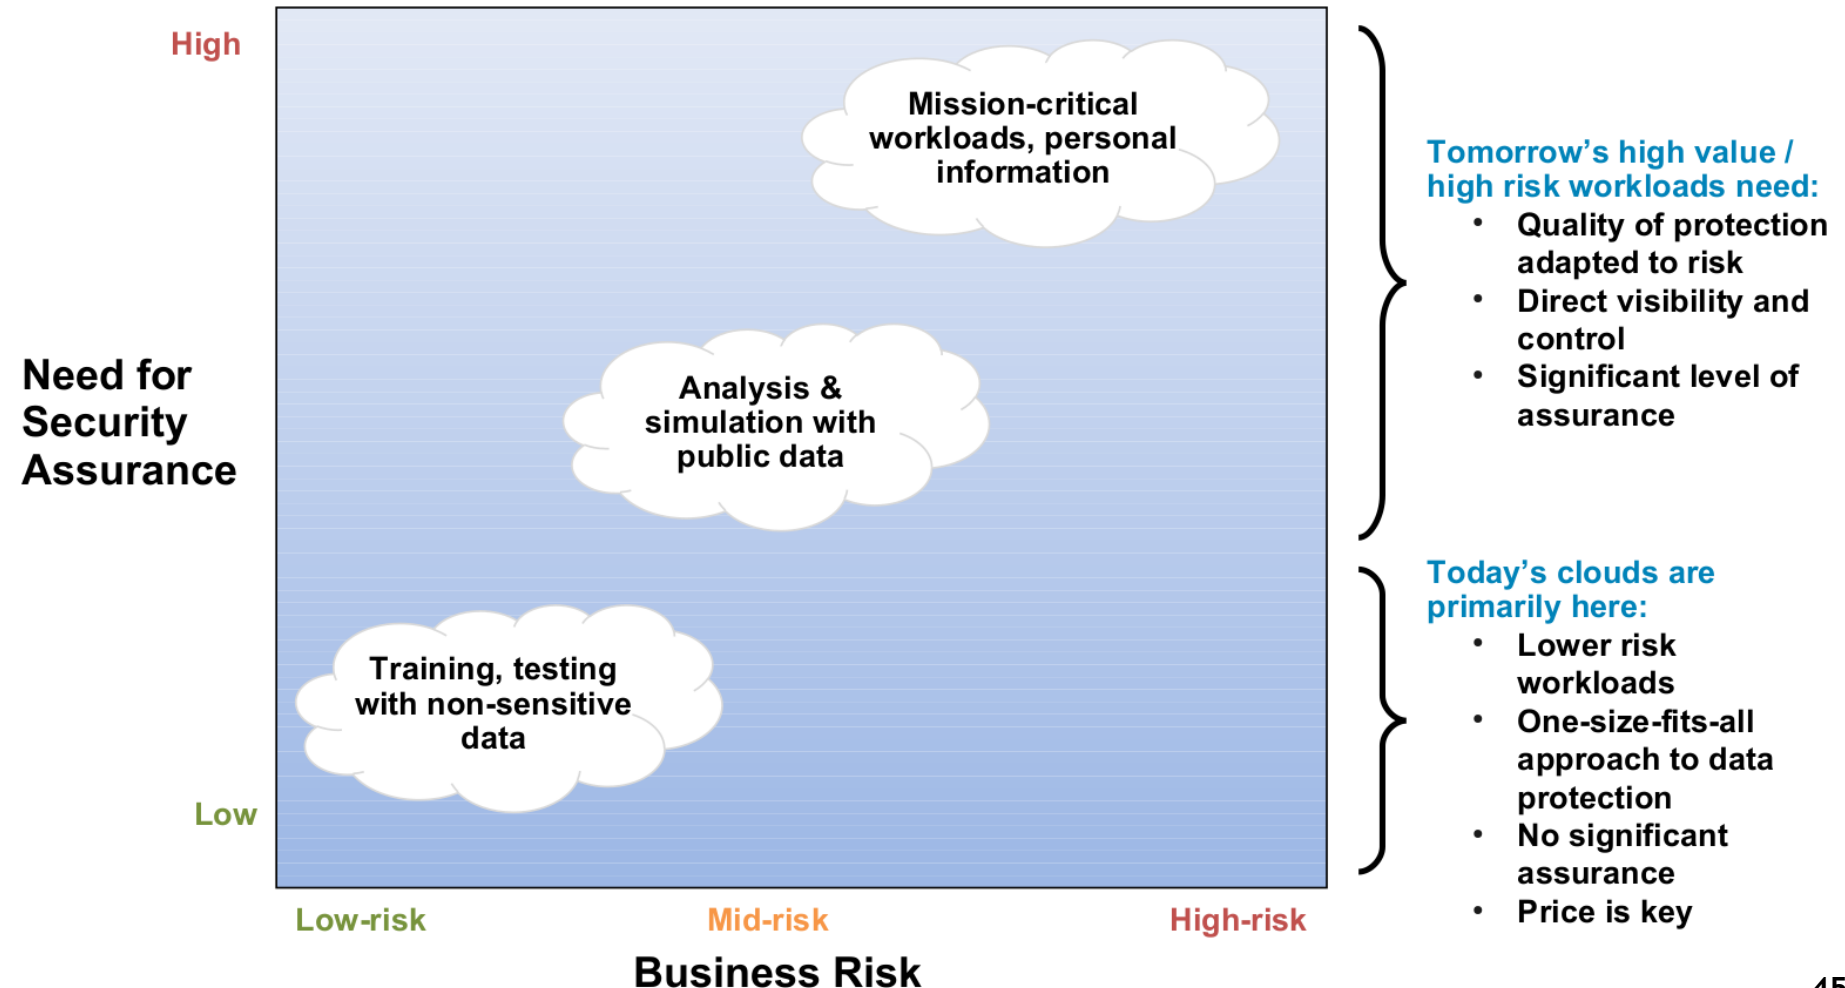 High
Mission-critical
workloads, personal
information
Need for
Security
Assurance
Analysis &
simulation with
public data
Training, testing
with non-sensitive
data
Low
Low-risk
Mid-risk
High-risk
Business Risk
Tomorrow’s high value /
high risk workloads need:
• Quality of protection
adapted to risk
• Direct visibility and
control
• Significant level of
assurance
Today’s clouds are
primarily here:
• Lower risk
workloads
• One-size-fits-all
approach to data
protection
• No significant
assurance
• Price is key
45